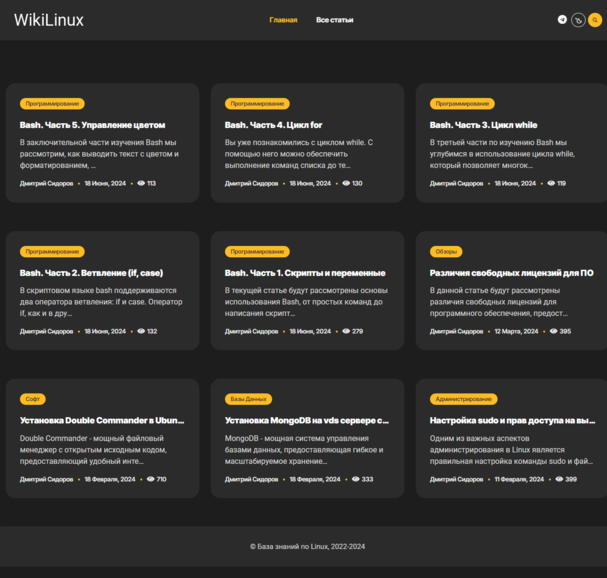 WikiLinux
Главная Все статьи
Программирование
Bash. Часть 5. Управление цветом
В заключительной части изучения Bash мы
рассмотрим, как выводить текст с цветом и
форматированием, ...
Дмитрий Сидоров • 18 Июня, 2024 • 113
Программирование
Bash. Часть 4. Цикл for
Вы уже познакомились с циклом while. С
помощью него можно обеспечить
выполнение команд списка до те...
Дмитрий Сидоров • 18 Июня, 2024 • 130
Программирование
Bash. Часть 3. Цикл while
В третьей части по изучению Bash мы
углубимся в использование цикла while,
который позволяет многок...
Дмитрий Сидоров • 18 Июня, 2024 • 119
Программирование
Bash. Часть 2. Ветвление (if, case)
В скриптовом языке bash поддерживаются
два оператора ветвления: if и case. Оператор
if, как и в дру...
Дмитрий Сидоров • 18 Июня, 2024 • 132
Программирование
Bash. Часть 1. Скрипты и переменные
В текущей статье будут рассмотрены основы
использования Bash, от простых команд до
написания скрипт...
Дмитрий Сидоров • 18 Июня, 2024 • 279
Обзоры
Различия свободных лицензий для ПО
В данной статье будут рассмотрены
различия свободных лицензий для
программного обеспечения, предост...
Дмитрий Сидоров • 12 Марта, 2024 • 395
Софт
Установка Double Commander в Ubun...
Double Commander - мощный файловый
менеджер с открытым исходным кодом,
предоставляющий удобный инте...
Дмитрий Сидоров • 18 Февраля, 2024 • 710
Базы Данных
Установка MongoDB на vds сервере с...
MongoDB - мощная система управления
базами данных, предоставляющая гибкое и
масштабируемое хранение...
Дмитрий Сидоров • 18 Февраля, 2024 • 333
Администрирование
Настройка sudo и прав доступа на вы...
Одним из важных аспектов
администрирования в Linux является
правильная настройка команды sudo и фай...
Дмитрий Сидоров • 11 Февраля, 2024 • 399
© База знаний по Linux, 2022-2024